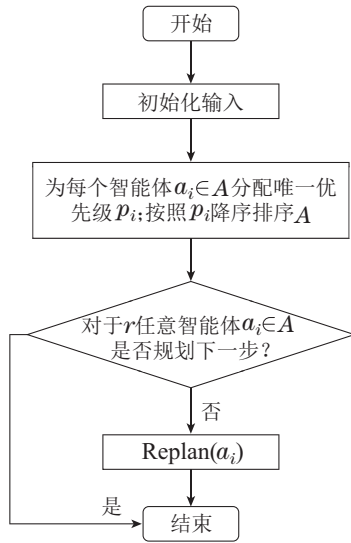 开始
初始化输入
为每个智能体aᵢ∈A分配唯一优
先级pᵢ;按照pᵢ降序排序A
对于r任意智能体aᵢ∈A
是否规划下一步?
否
Replan(aᵢ)
是
结束